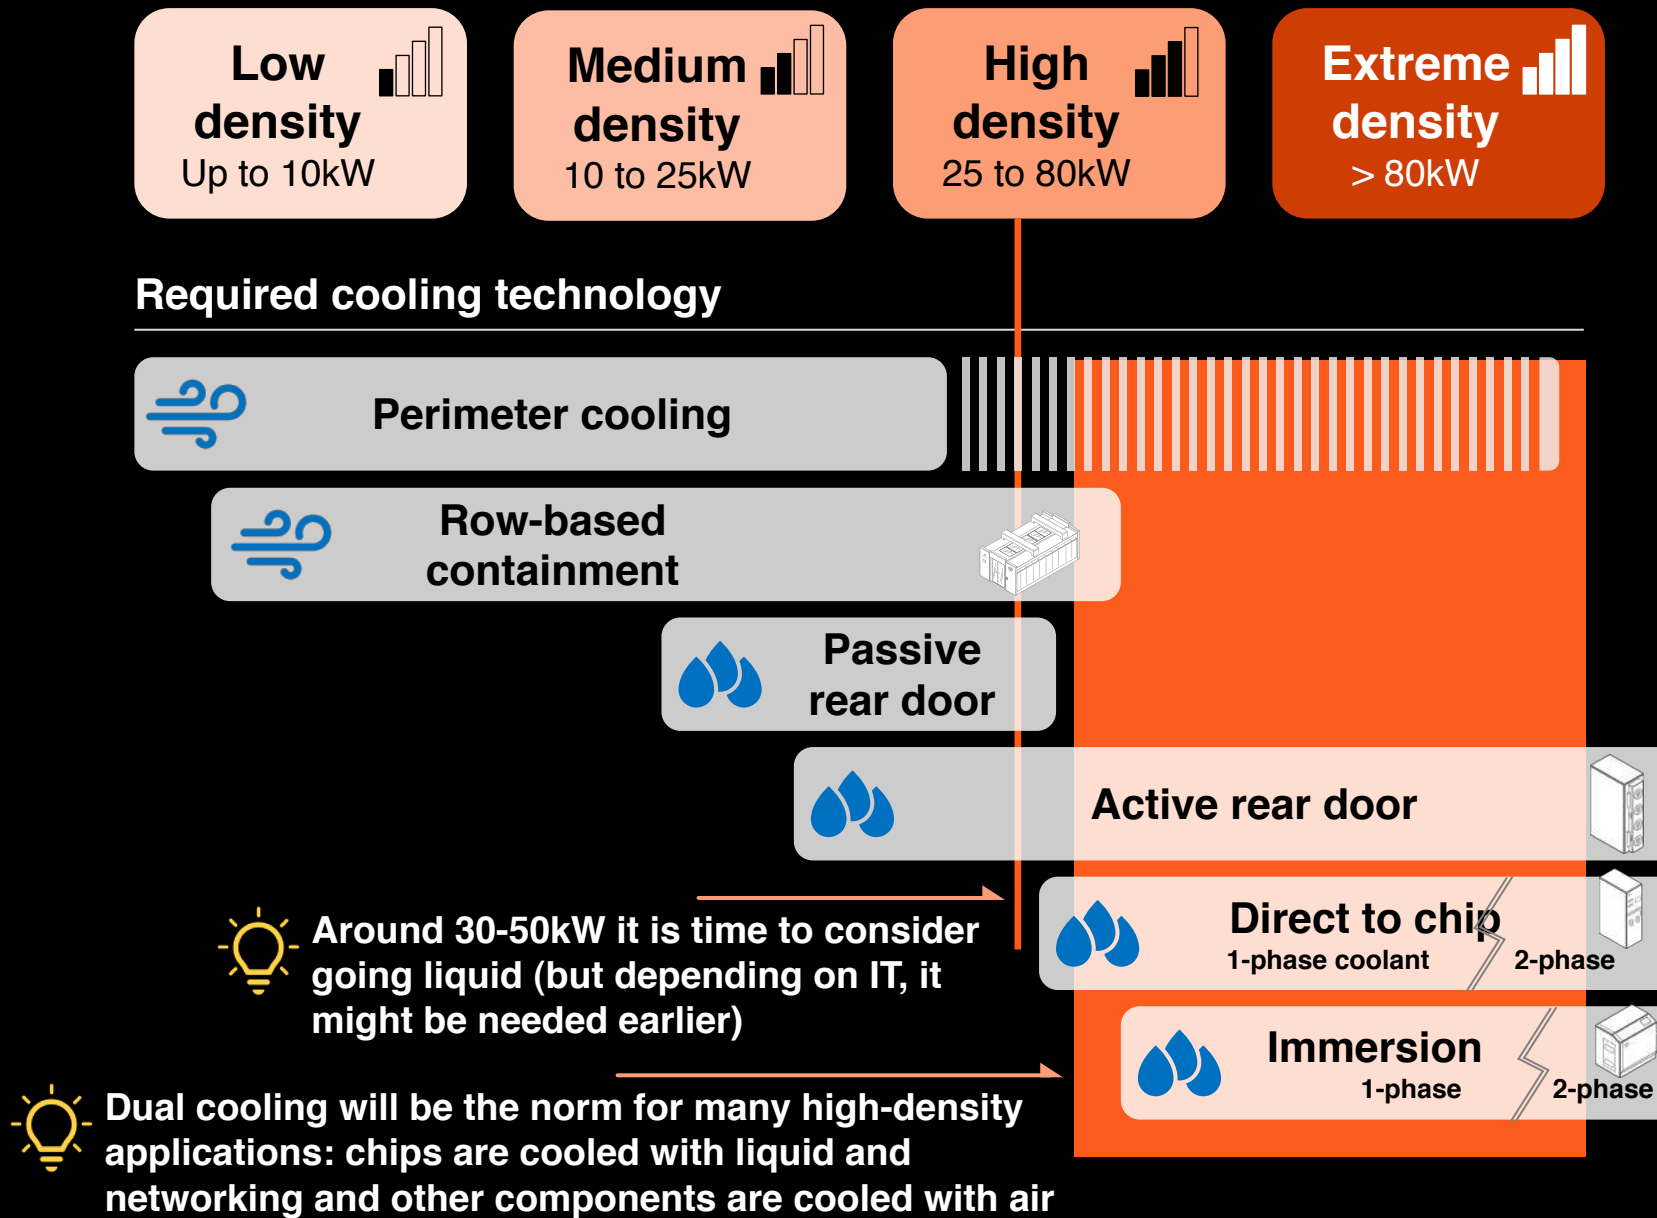 Low
density
Up to 10kW
Medium
density
10 to 25kW
High
density
25 to 80kW
Extreme
density
> 80kW
Required cooling technology
Perimeter cooling
Row-based
containment
Passive
rear door
Active rear door
Direct to chip
1-phase coolant
2-phase
Around 30-50kW it is time to consider
going liquid (but depending on IT, it
might be needed earlier)
Immersion
1-phase
2-phase
Dual cooling will be the norm for many high-density
applications: chips are cooled with liquid and
networking and other components are cooled with air